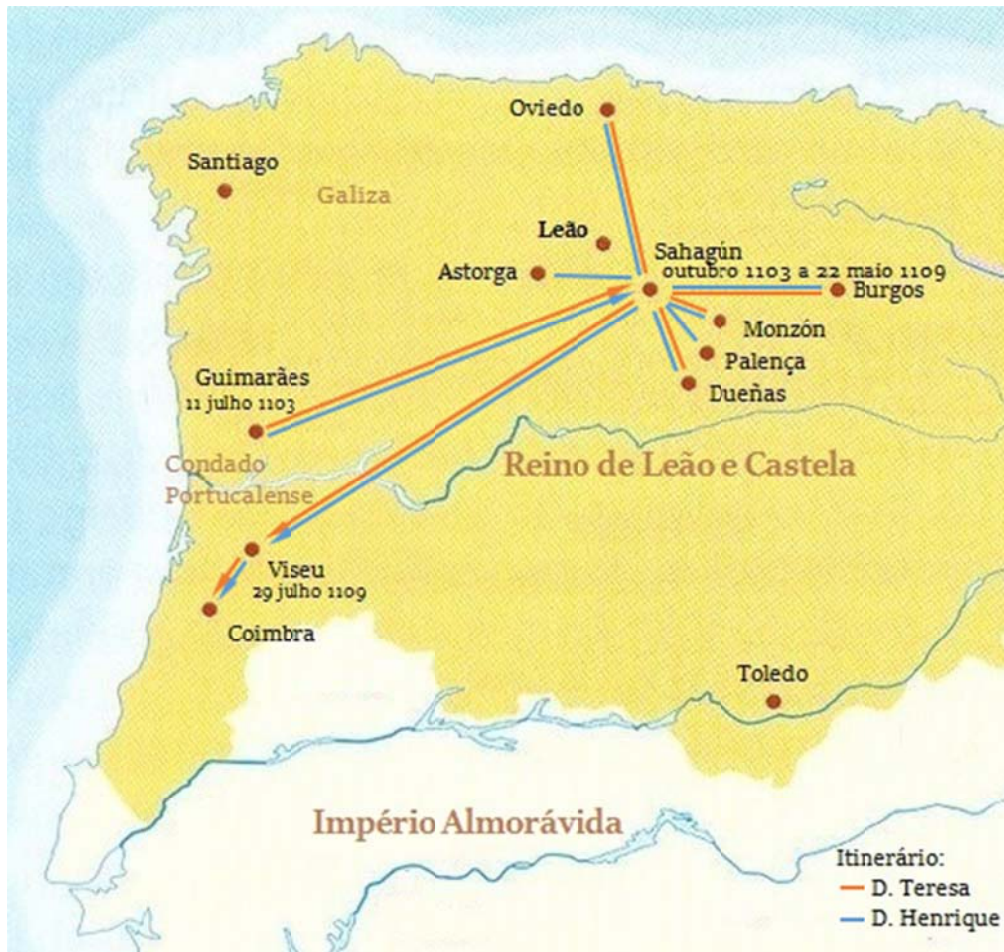 Oviedo
Santiago
Galiza
Leão
Sahagún
outubro 1103 a 22 maio 1109
Astorga
Burgos
Monzón
Palença
Dueñas
Guimarães
11 julho 1103
Condado
Portucalense
Reino de Leão e Castela
Viseu
29 julho 1109
Coimbra
Toledo
Império Almorávida
Itinerário:
D. Teresa
D. Henrique